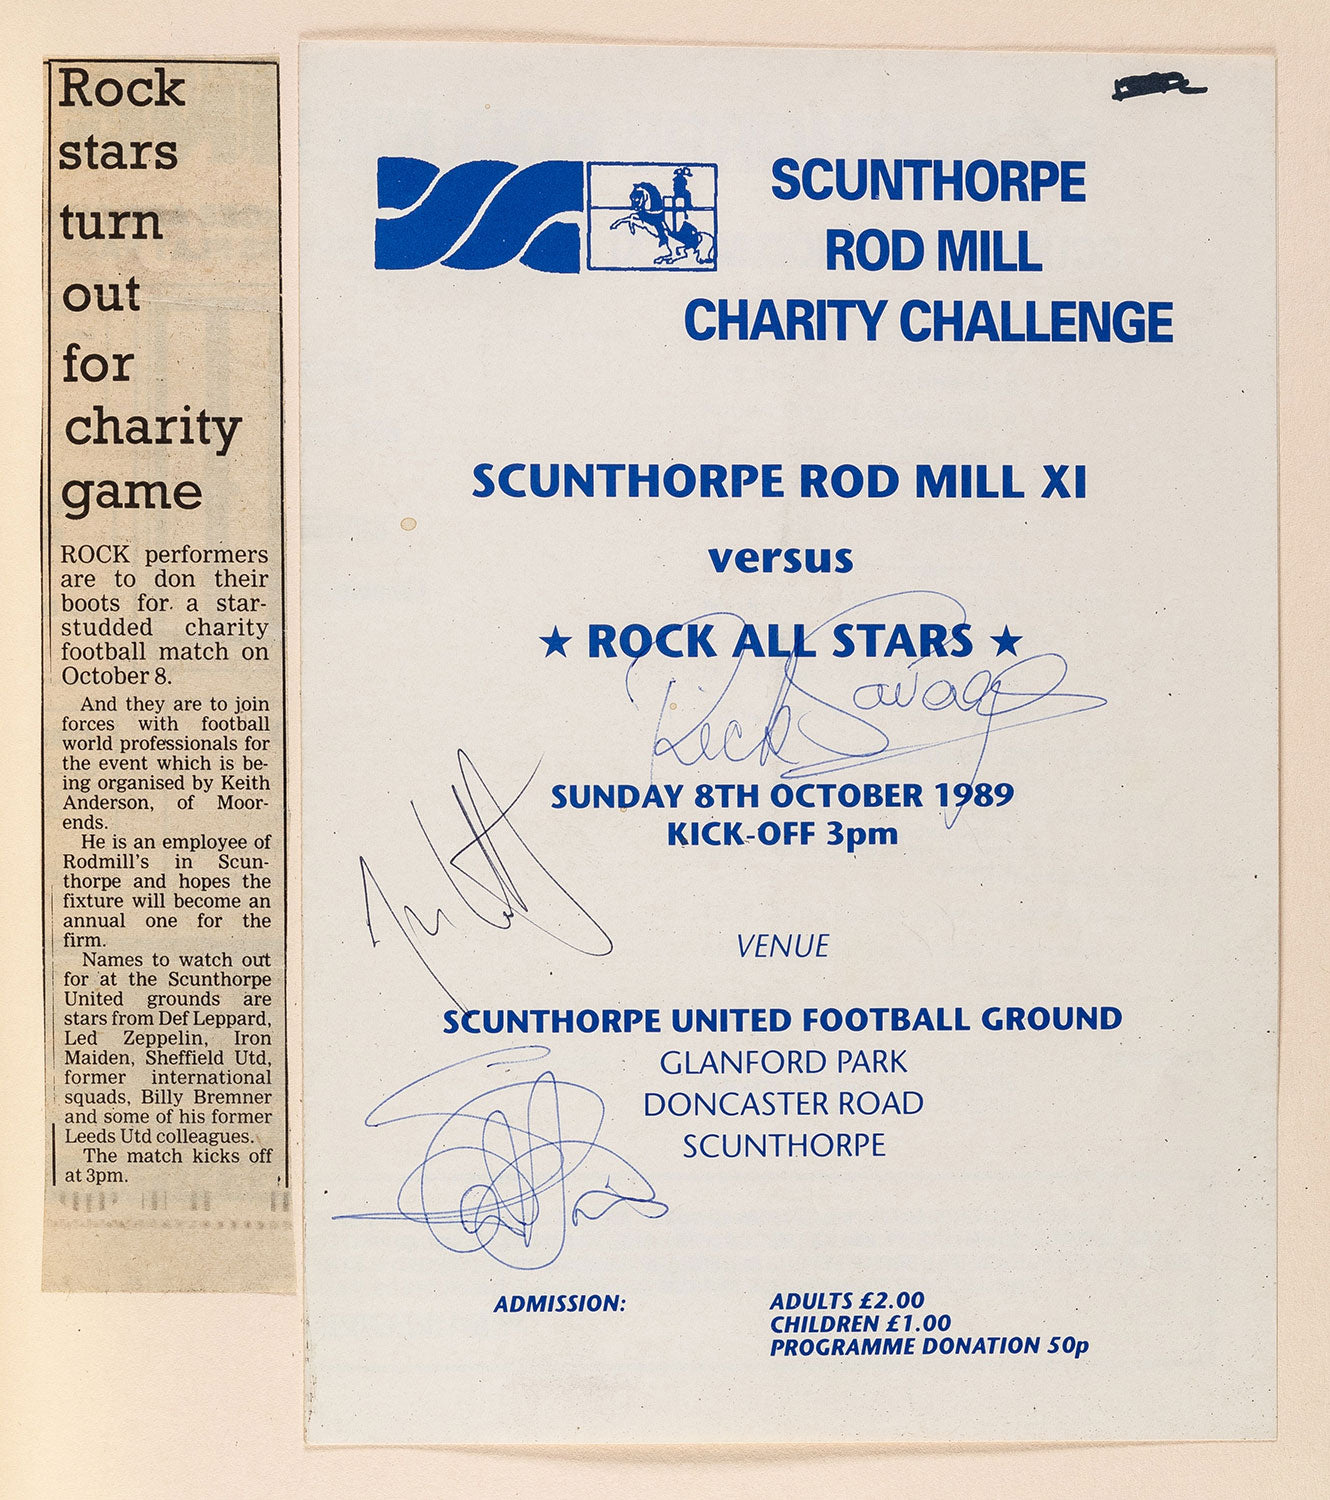 Rock
stars
turn
out
for
charity
game
ROCK performers
are to don their
boots for a star-
studded charity
football match on
October 8.
And they are to join
forces with football
world professionals for
the event which is be-
ing organised by Keith
Anderson, of Moor-
ends.
He is an employee of
Rodmill's in Scun-
thorpe and hopes the
fixture will become an
annual one for the
firm.
Names to watch out
for at the Scunthorpe
United grounds are
stars from Def Leppard,
Led Zeppelin, Iron
Maiden, Sheffield Utd,
former international
squads, Billy Bremner
and some of his former
Leeds Utd colleagues.
The match kicks off
at 3pm.
SCUNTHORPE
ROD MILL
CHARITY CHALLENGE
SCUNTHORPE ROD MILL XI
versus
★ ROCK ALL STARS ★
Rick Savage
SUNDAY 8TH OCTOBER 1989
KICK-OFF 3pm
VENUE
SCUNTHORPE UNITED FOOTBALL GROUND
GLANFORD PARK
DONCASTER ROAD
SCUNTHORPE
ADMISSION: ADULTS £2.00
CHILDREN £1.00
PROGRAMME DONATION 50p